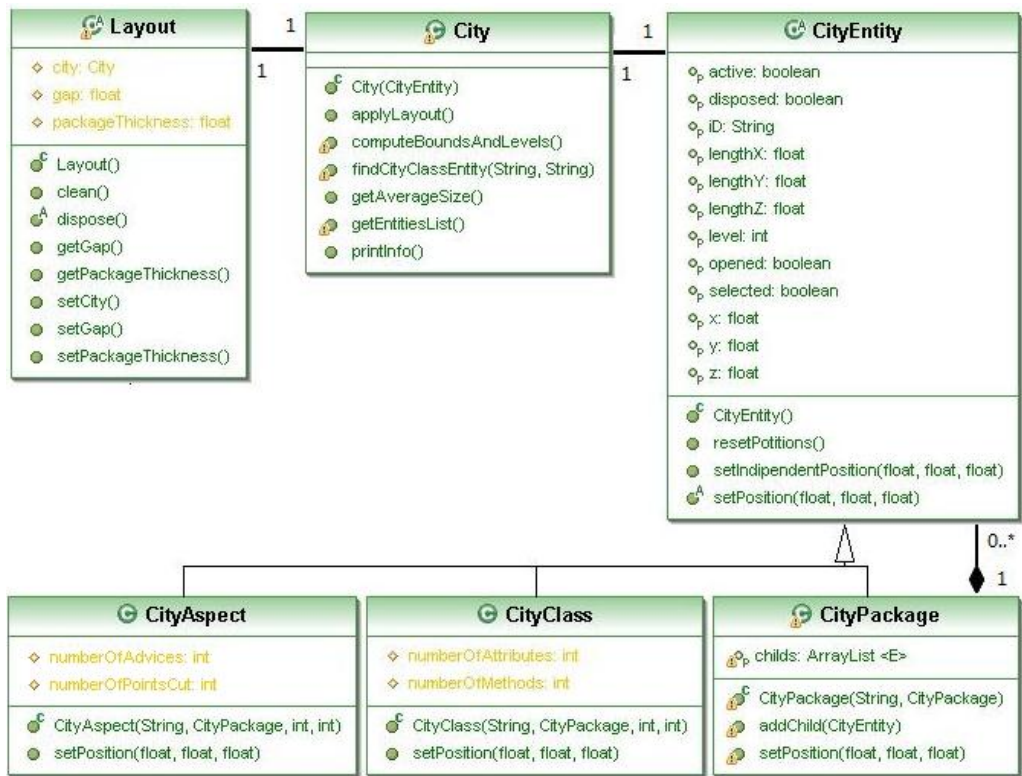 Layout
city: City
gap: float
packageThickness: float
Layout()
clean()
dispose()
getGap()
getPackageThickness()
setCity()
setGap()
setPackageThickness()
1
1
City
City(CityEntity)
applyLayout()
computeBoundsAndLevels()
findCityClassEntity(String, String)
getAverageSize()
getEntitiesList()
printInfo()
1
1
CityEntity
active: boolean
disposed: boolean
iD: String
lengthX: float
lengthY: float
lengthZ: float
level: int
opened: boolean
selected: boolean
x: float
y: float
z: float
CityEntity()
resetPotitions()
setIndipendentPosition(float, float, float)
setPosition(float, float, float)
0..*
1
CityAspect
numberOfAdvices: int
numberOfPointsCut: int
CityAspect(String, CityPackage, int, int)
setPosition(float, float, float)
CityClass
numberOfAttributes: int
numberOfMethods: int
CityClass(String, CityPackage, int, int)
setPosition(float, float, float)
CityPackage
childs: ArrayList <E>
CityPackage(String, CityPackage)
addChild(CityEntity)
setPosition(float, float, float)